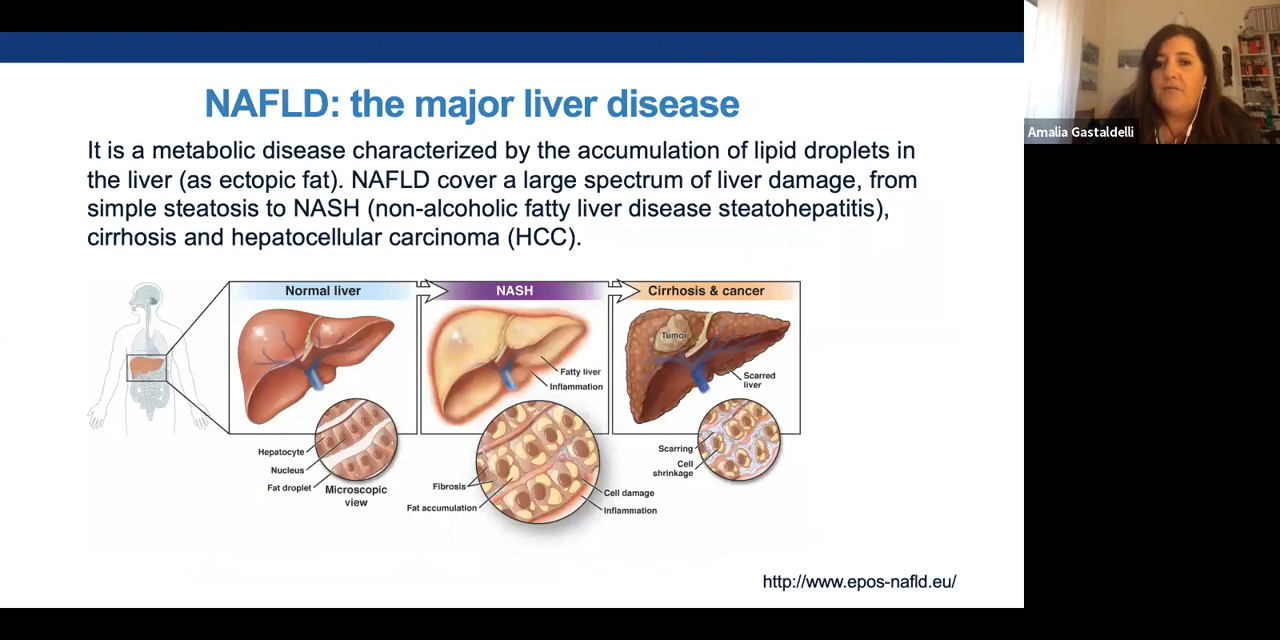 NAFLD: the major liver disease
It is a metabolic disease characterized by the accumulation of lipid droplets in
the liver (as ectopic fat). NAFLD cover a large spectrum of liver damage, from
simple steatosis to NASH (non-alcoholic fatty liver disease steatohepatitis),
cirrhosis and hepatocellular carcinoma (HCC).
Normal liver
NASH
Cirrhosis & cancer
Tumor
Fatty liver
Inflammation
Scarred
liver
Hepatocyte
Nucleus
Fat droplet
Microscopic
view
Fibrosis
Fat accumulation
Cell damage
Inflammation
Scarring
Cell
shrinkage
http://www.epos-nafld.eu/
Amalia Gastaldelli